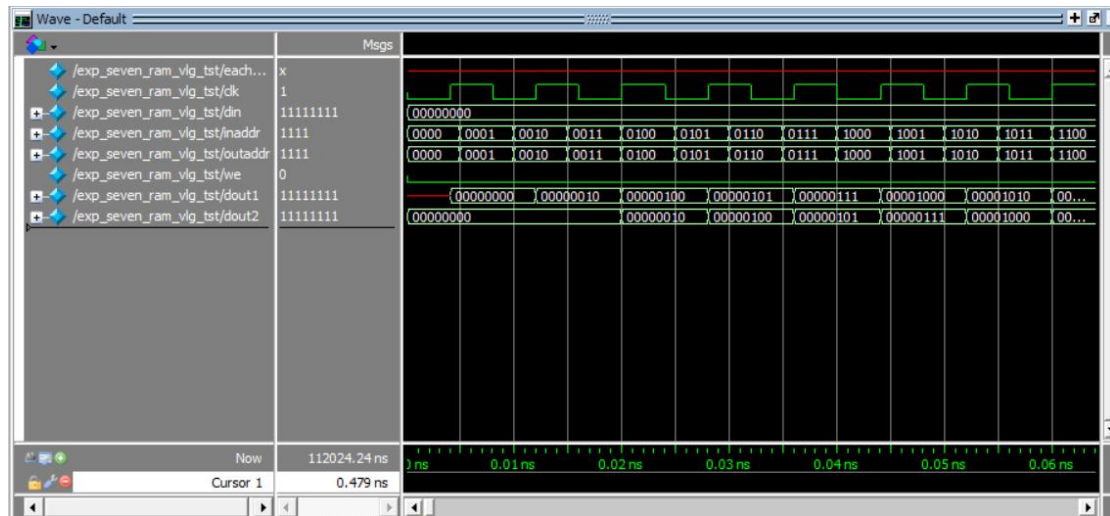 Wave - Default
Msgs
/exp_seven_ram_vlg_tst/each... x
/exp_seven_ram_vlg_tst/clk 1
/exp_seven_ram_vlg_tst/din 11111111 00000000
/exp_seven_ram_vlg_tst/inaddr 1111 0000 0001 0010 0011 0100 0101 0110 0111 1000 1001 1010 1011 1100
/exp_seven_ram_vlg_tst/outaddr 1111 0000 0001 0010 0011 0100 0101 0110 0111 1000 1001 1010 1011 1100
/exp_seven_ram_vlg_tst/we 0
/exp_seven_ram_vlg_tst/dout1 11111111 00000000 00000010 00000100 00000101 00000111 00001000 00001010 00...
/exp_seven_ram_vlg_tst/dout2 11111111 00000000 00000010 00000100 00000101 00000111 00001000 00...
Now 112024.24 ns ns 0.01 ns 0.02 ns 0.03 ns 0.04 ns 0.05 ns 0.06 ns
Cursor 1 0.479 ns